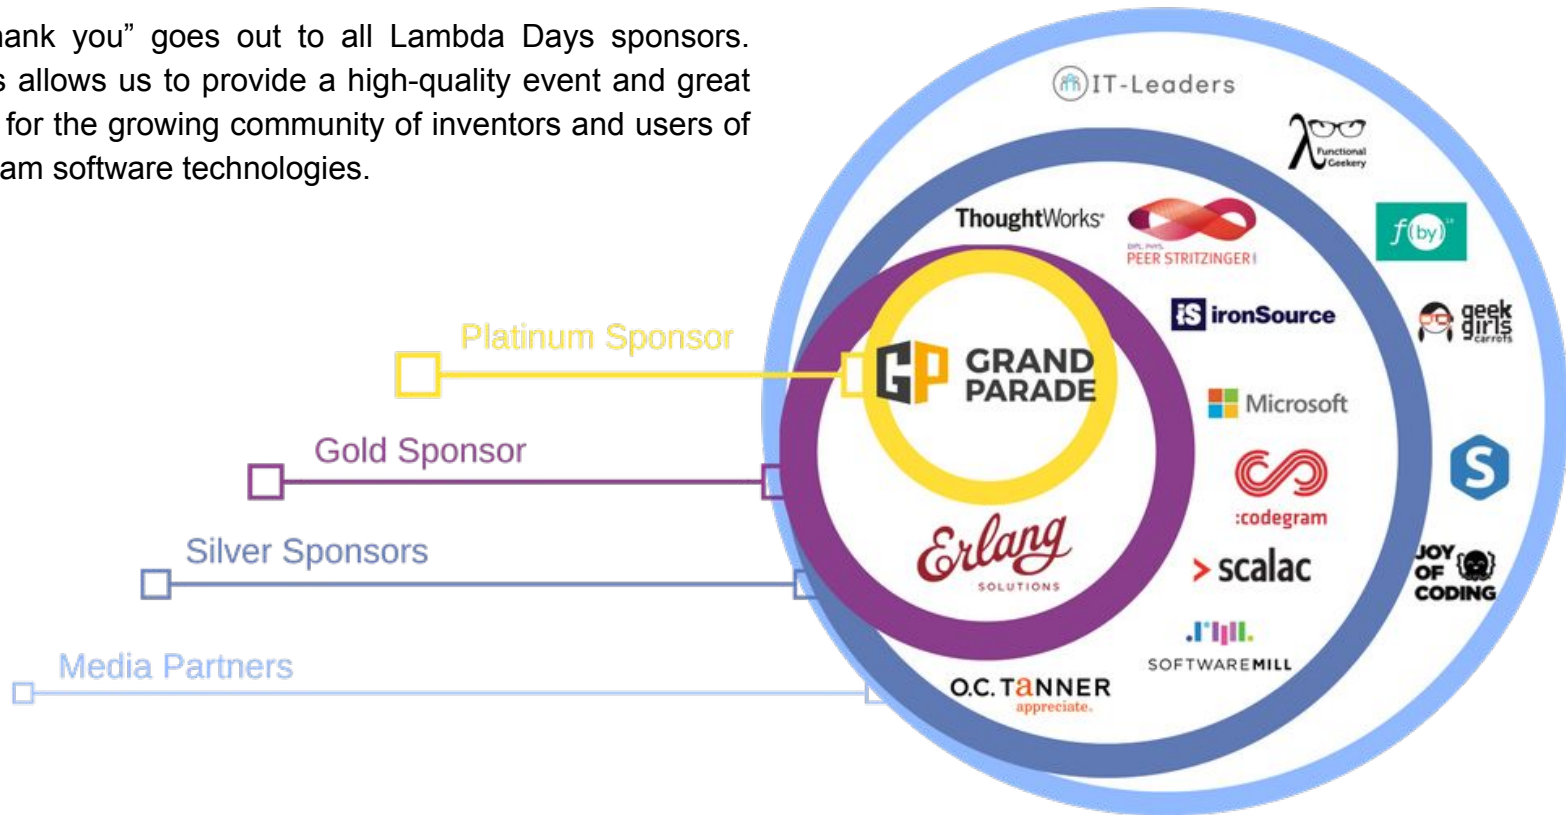 hank you” goes out to all Lambda Days sponsors.
s allows us to provide a high-quality event and great
for the growing community of inventors and users of
am software technologies.
IT-Leaders
Functional
Geekery
ThoughtWorks
DIPL. PHYS.
PEER STRITZINGER
f(by)
ironSource
geek
girls
carrots
Platinum Sponsor
GP GRAND
PARADE
Microsoft
Gold Sponsor
S
:codegram
Erlang
SOLUTIONS
Silver Sponsors
> scalac
JOY
OF
CODING
SOFTWAREMILL
Media Partners
O.C. TANNER
appreciate.